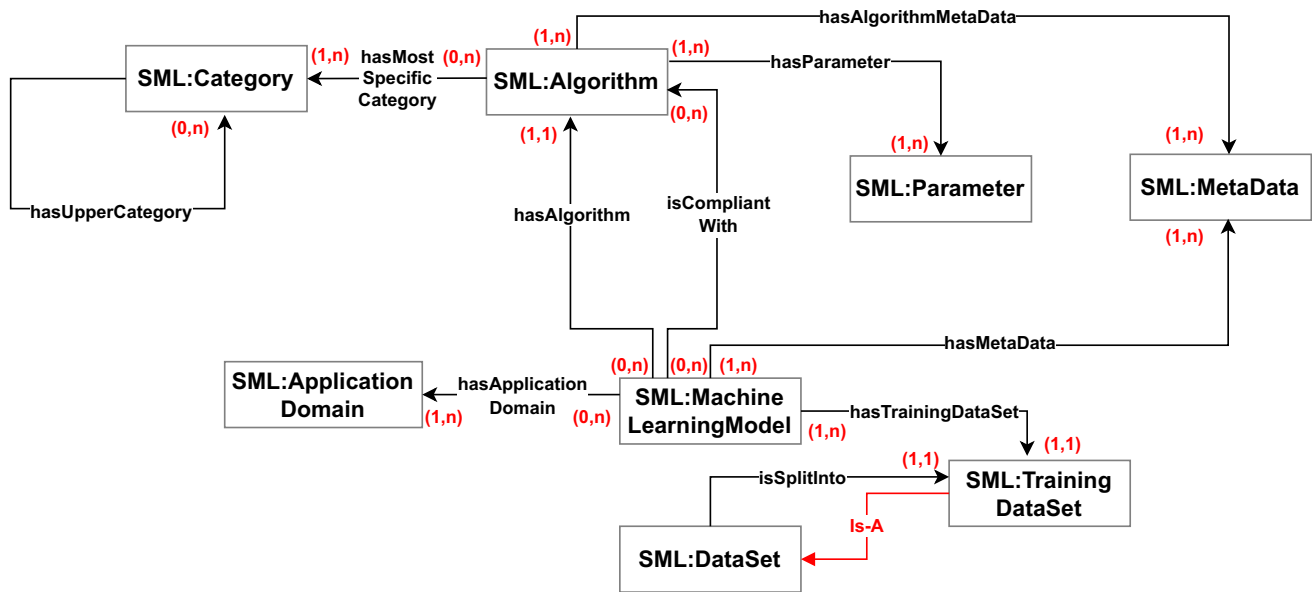 hasAlgorithmMetaData
(1,n)
(1,n)
(1,n)
hasMost
Specific
Category
(0,n)
hasParameter
SML:Category
SML:Algorithm
(0,n)
(1,1)
(0,n)
(1,n)
(1,n)
SML:Parameter
SML:MetaData
hasUpperCategory
hasAlgorithm
isCompliant
With
(1,n)
hasMetaData
(0,n)
(0,n)
(1,n)
SML:Application
Domain
hasApplication
Domain
(1,n)
(0,n)
SML:Machine
LearningModel
hasTrainingDataSet
(1,n)
(1,1)
(1,1)
isSplitInto
SML:Training
DataSet
Is-A
SML:DataSet